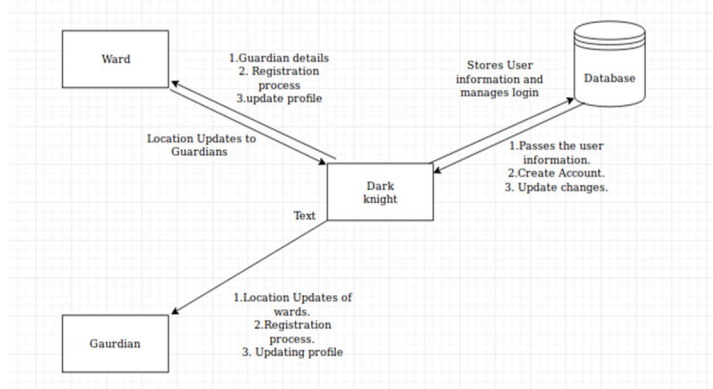 Ward
1.Guardian details
2. Registration
process
3.update profile
Location Updates to
Guardians
Stores User
information and
manages login
Database
1.Passes the user
information.
2.Create Account.
3. Update changes.
Dark
knight
Text
1.Location Updates of
wards.
2.Registration
process.
3. Updating profile
Gaurdian